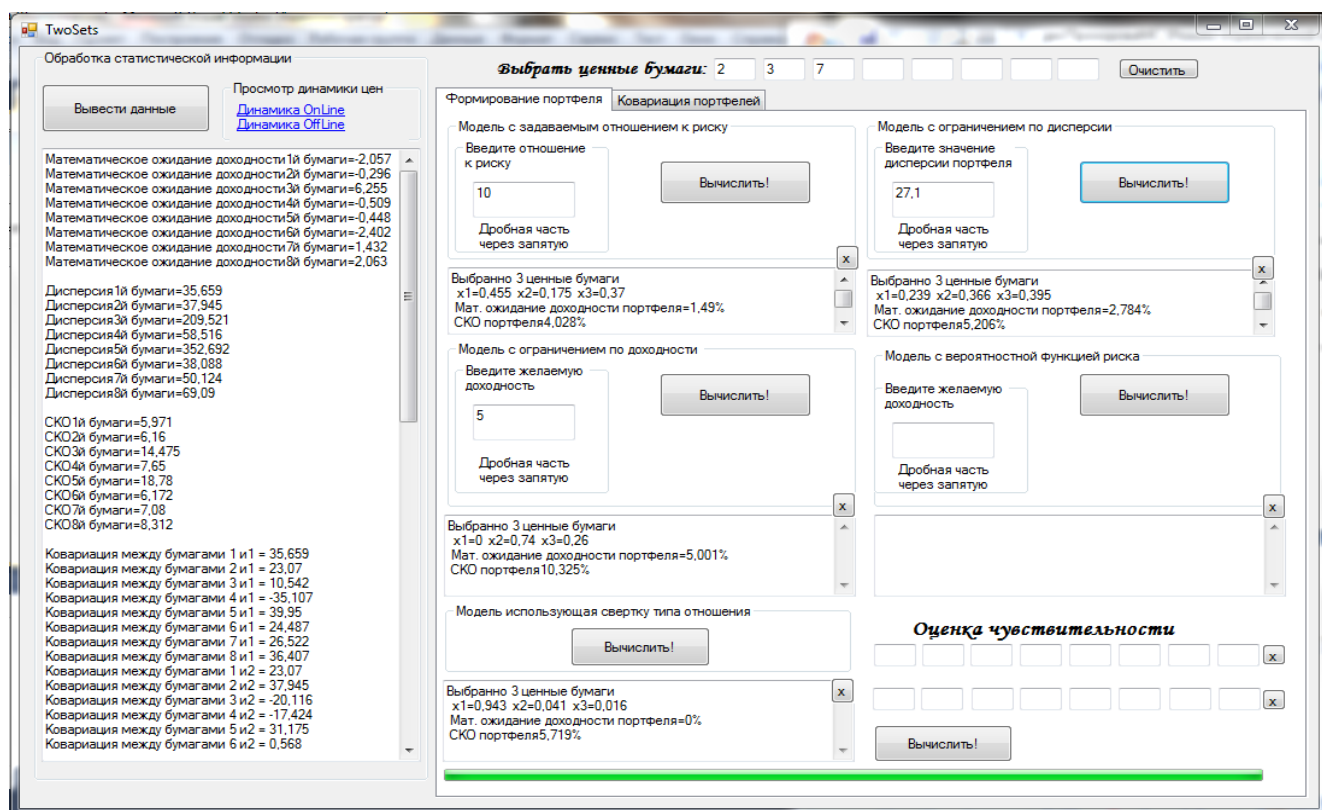 TwoSets
Обработка статистической информации
Вывести данные
Просмотр динамики цен
Динамика OnLine
Динамика OffLine
Математическое ожидание доходности1й бумаги=-2,057
Математическое ожидание доходности2й бумаги=-0,296
Математическое ожидание доходности3й бумаги=6,255
Математическое ожидание доходности4й бумаги=-0,509
Математическое ожидание доходности5й бумаги=-0,448
Математическое ожидание доходности6й бумаги=-2,402
Математическое ожидание доходности7й бумаги=1,432
Математическое ожидание доходности8й бумаги=2,063
Дисперсия1й бумаги=35,659
Дисперсия2й бумаги=37,945
Дисперсия3й бумаги=209,521
Дисперсия4й бумаги=58,516
Дисперсия5й бумаги=352,692
Дисперсия6й бумаги=38,088
Дисперсия7й бумаги=50,124
Дисперсия8й бумаги=69,09
СКО1й бумаги=5,971
СКО2й бумаги=6,16
СКО3й бумаги=14,475
СКО4й бумаги=7,65
СКО5й бумаги=18,78
СКО6й бумаги=6,172
СКО7й бумаги=7,08
СКО8й бумаги=8,312
Ковариация между бумагами 1 и1 = 35,659
Ковариация между бумагами 2 и1 = 23,07
Ковариация между бумагами 3 и1 = 10,542
Ковариация между бумагами 4 и1 = -35,107
Ковариация между бумагами 5 и1 = 39,95
Ковариация между бумагами 6 и1 = 24,487
Ковариация между бумагами 7 и1 = 26,522
Ковариация между бумагами 8 и1 = 36,407
Ковариация между бумагами 1 и2 = 23,07
Ковариация между бумагами 2 и2 = 37,945
Ковариация между бумагами 3 и2 = -20,116
Ковариация между бумагами 4 и2 = -17,424
Ковариация между бумагами 5 и2 = 31,175
Ковариация между бумагами 6 и2 = 0,568
Выбрать ценные бумаги: 2 3 7
Очистить
Формирование портфеля Ковариация портфелей
Модель с задаваемым отношением к риску
Введите отношение
к риску
10
Дробная часть
через запятую
Вычислить!
x
Выбранно 3 ценные бумаги
x1=0,455 x2=0,175 x3=0,37
Мат. ожидание доходности портфеля=1,49%
СКО портфеля4,028%
Модель с ограничением по дисперсии
Введите значение
дисперсии портфеля
27,1
Дробная часть
через запятую
Вычислить!
x
Выбранно 3 ценные бумаги
x1=0,239 x2=0,366 x3=0,395
Мат. ожидание доходности портфеля=2,784%
СКО портфеля5,206%
Модель с ограничением по доходности
Введите желаемую
доходность
5
Дробная часть
через запятую
Вычислить!
x
Выбранно 3 ценные бумаги
x1=0 x2=0,74 x3=0,26
Мат. ожидание доходности портфеля=5,001%
СКО портфеля10,325%
Модель с вероятностной функцией риска
Введите желаемую
доходность
Дробная часть
через запятую
Вычислить!
x
Модель использующая свертку типа отношения
Вычислить!
x
Выбранно 3 ценные бумаги
x1=0,943 x2=0,041 x3=0,016
Мат. ожидание доходности портфеля=0%
СКО портфеля5,719%
Оценка чувствительности
x
x
Вычислить!